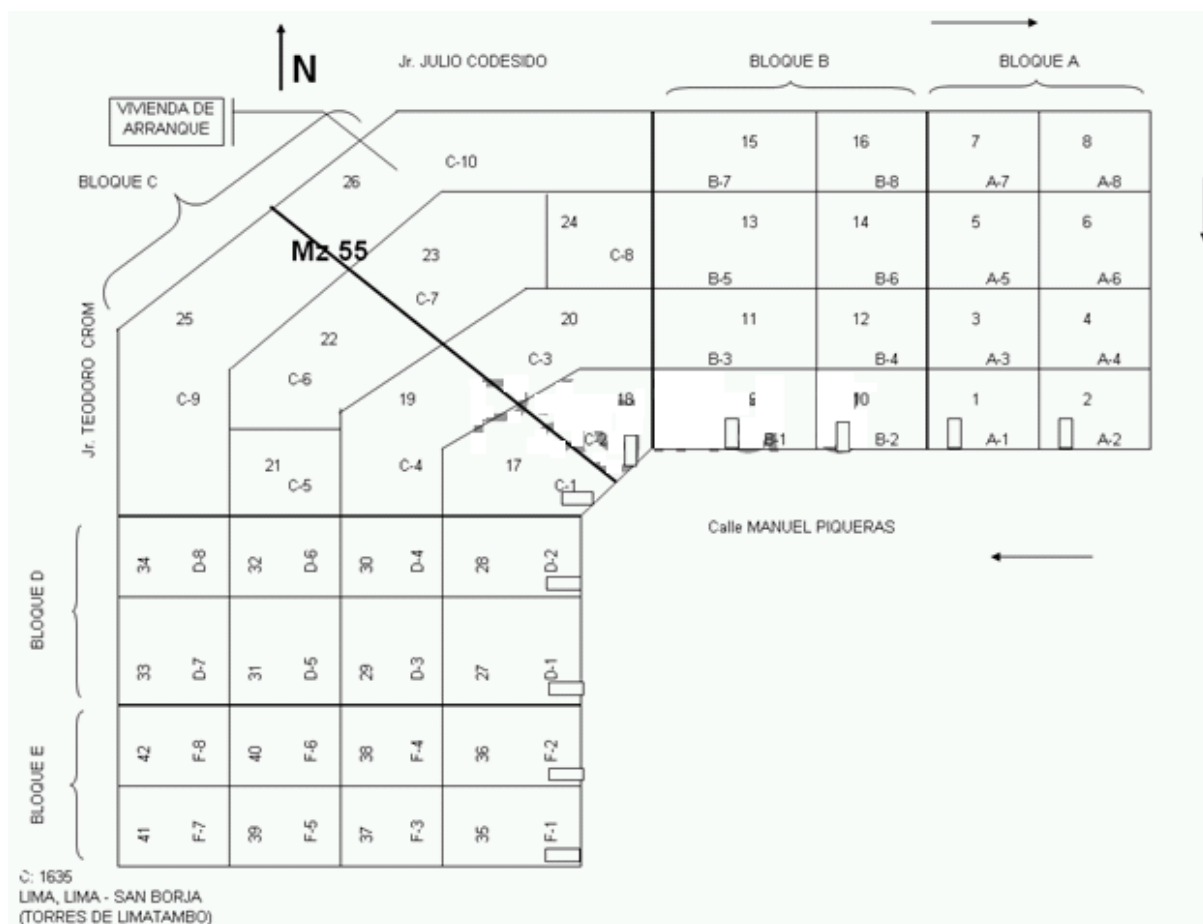 N
Jr. JULIO CODESIDO
BLOQUE B
BLOQUE A
VIVIENDA DE
ARRANQUE
BLOQUE C
C-10
26
15
B-7
16
B-8
7
A-7
8
A-8
Mz 55
23
C-7
24
C-8
13
B-5
14
B-6
5
A-5
6
A-6
Jr. TEODORO CROM
25
C-9
22
C-6
20
C-3
11
B-3
12
B-4
3
A-3
4
A-4
19
C-4
18
9
B-1
10
B-2
1
A-1
2
A-2
21
C-5
17
C-1
Calle MANUEL PIQUERAS
BLOQUE D
34
D-8
32
D-6
30
D-4
28
D-2
33
D-7
31
D-5
29
D-3
27
D-1
BLOQUE E
42
F-8
40
F-6
38
F-4
36
F-2
41
F-7
39
F-5
37
F-3
35
F-1
C: 1635
LIMA, LIMA - SAN BORJA
(TORRES DE LIMATAMBO)